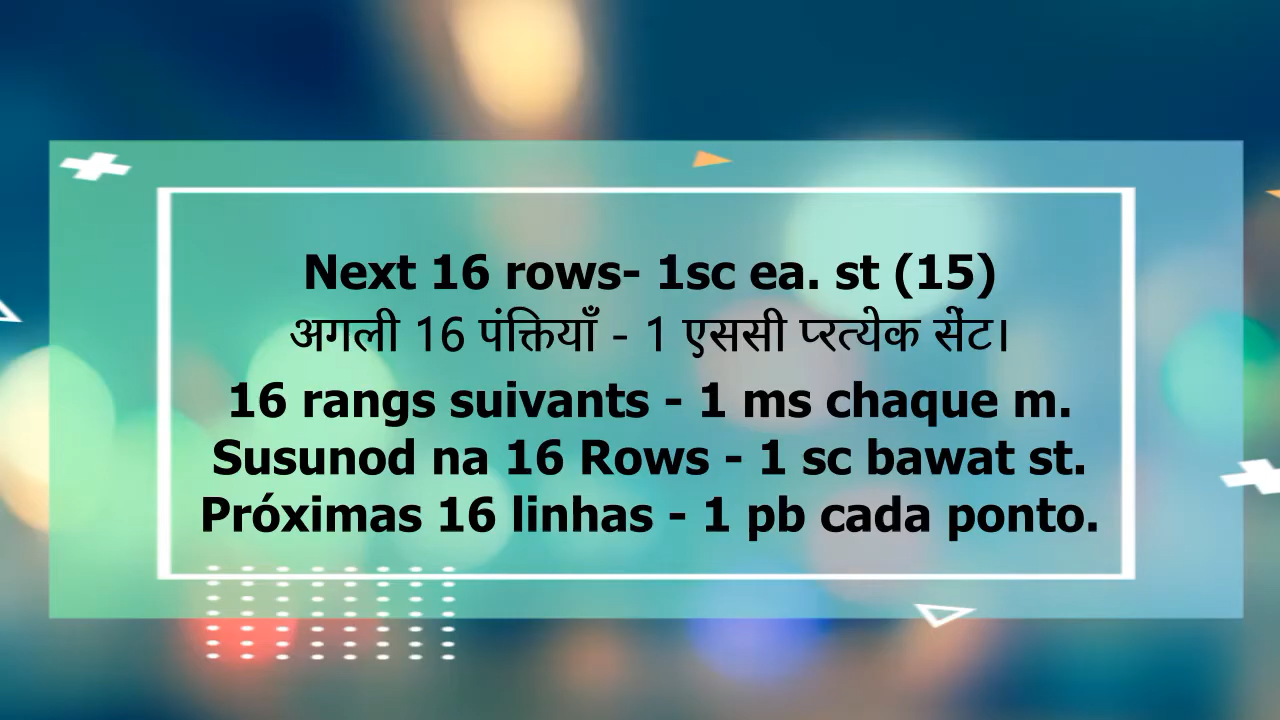 Next 16 rows- 1sc ea. st (15)
अगली 16 पंक्तियाँ - 1 एससी प्रत्येक सेंट।
16 rangs suivants - 1 ms chaque m.
Susunod na 16 Rows - 1 sc bawat st.
Próximas 16 linhas - 1 pb cada ponto.